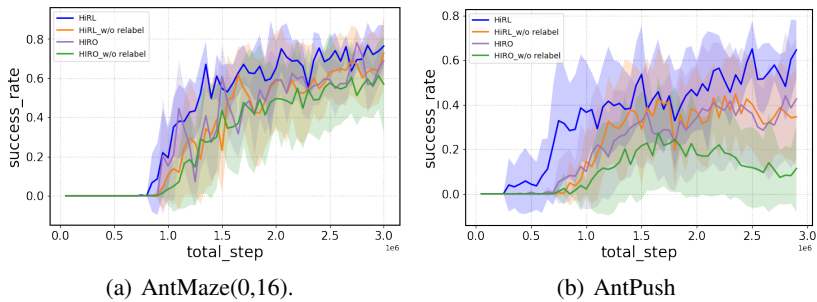 HiRL
HiRL_w/o relabel
HIRO
HIRO_w/o relabel
success_rate
0.8
0.6
0.4
0.2
0.0
0.0 0.5 1.0 1.5 2.0 2.5 3.0
1e6
total_step
(a) AntMaze(0,16).
HiRL
HiRL_w/o relabel
HIRO
HIRO_w/o relabel
success_rate
0.8
0.6
0.4
0.2
0.0
0.0 0.5 1.0 1.5 2.0 2.5 3.0
1e6
total_step
(b) AntPush